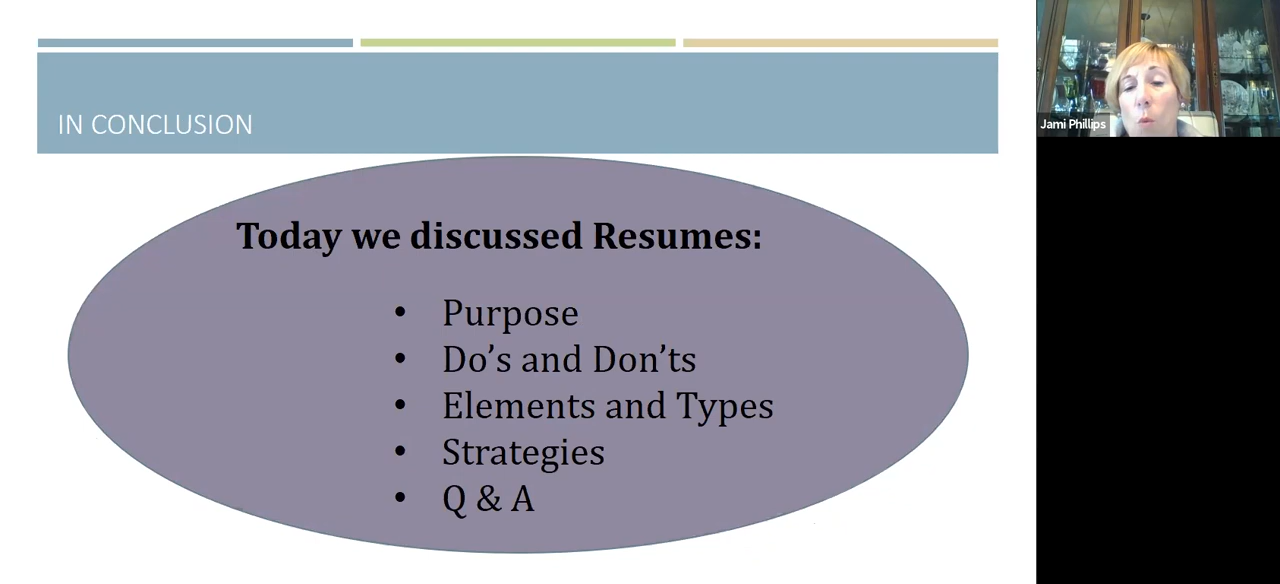 IN CONCLUSION
Today we discussed Resumes:
• Purpose
• Do’s and Don’ts
• Elements and Types
• Strategies
• Q & A
Jami Phillips